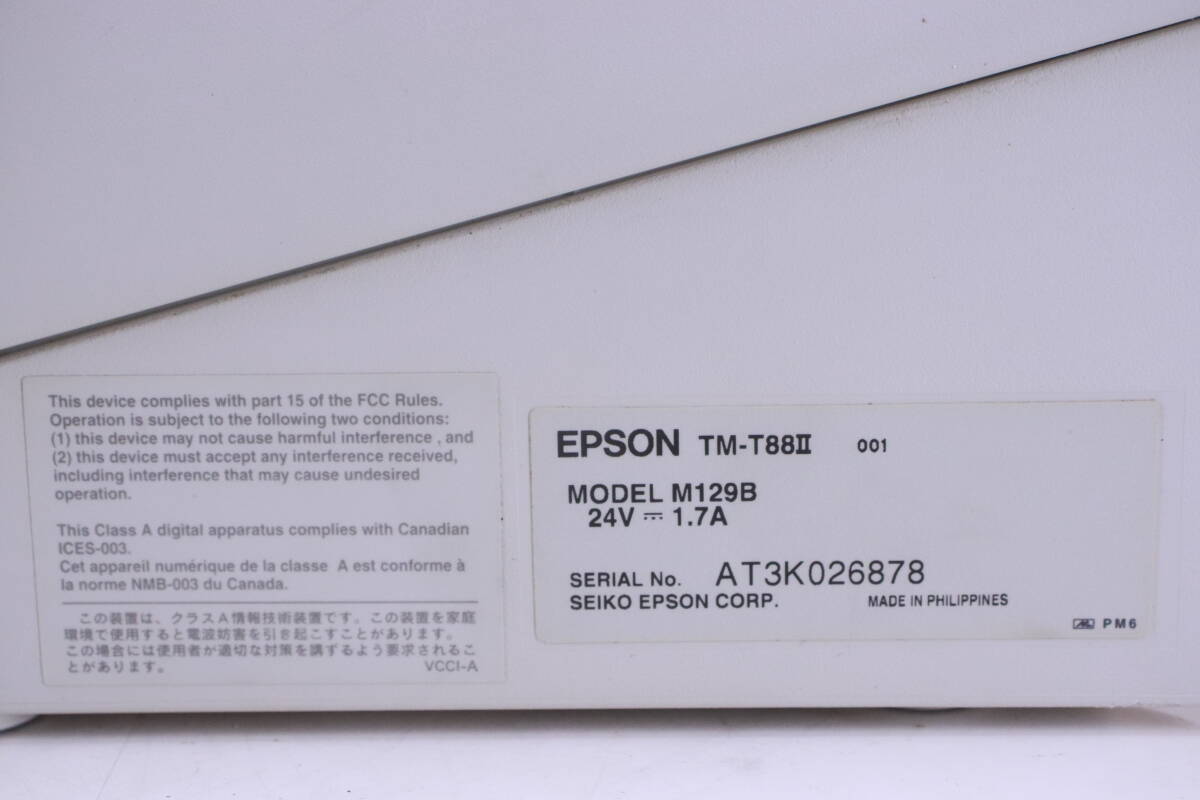 This device complies with part 15 of the FCC Rules.
Operation is subject to the following two conditions:
(1) this device may not cause harmful interference , and
(2) this device must accept any interference received,
including interference that may cause undesired
operation.
This Class A digital apparatus complies with Canadian
ICES-003.
Cet appareil numérique de la classe A est conforme à
la norme NMB-003 du Canada.
この装置は、クラスA情報技術装置です。この装置を家庭
環境で使用すると電波妨害を引き起こすことがあります。
この場合には使用者が適切な対策を講ずるよう要求されるこ
とがあります。 VCCI-A
EPSON TM-T88II 001
MODEL M129B
24V ⎓ 1.7A
SERIAL No. AT3K026878
SEIKO EPSON CORP. MADE IN PHILIPPINES
PM6